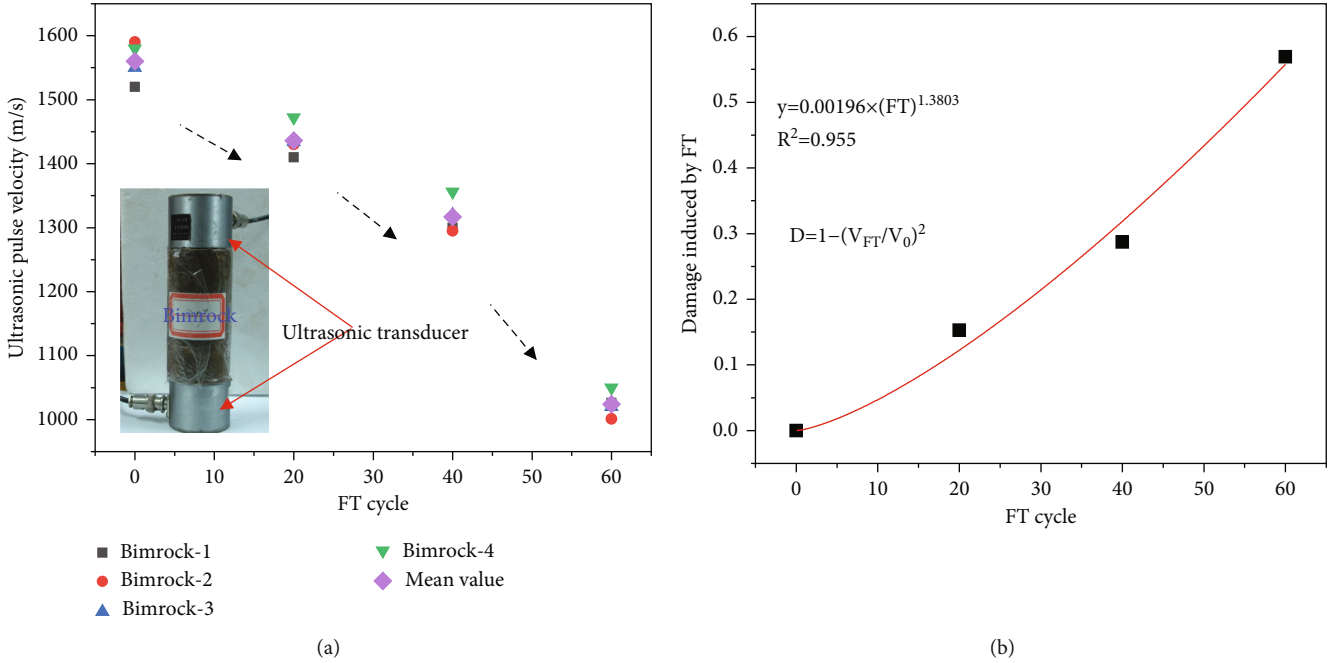 1600
1500
1400
1300
1200
1100
1000
Ultrasonic pulse velocity (m/s)
Bimrock
Ultrasonic transducer
0 10 20 30 40 50 60
FT cycle
Bimrock-1
Bimrock-2
Bimrock-3
Bimrock-4
Mean value
(a)
0.6
0.5
0.4
0.3
0.2
0.1
0.0
Damage induced by FT
y=0.00196×(FT)^1.3803
R²=0.955
D=1−(V_FT/V_0)²
0 10 20 30 40 50 60
FT cycle
(b)